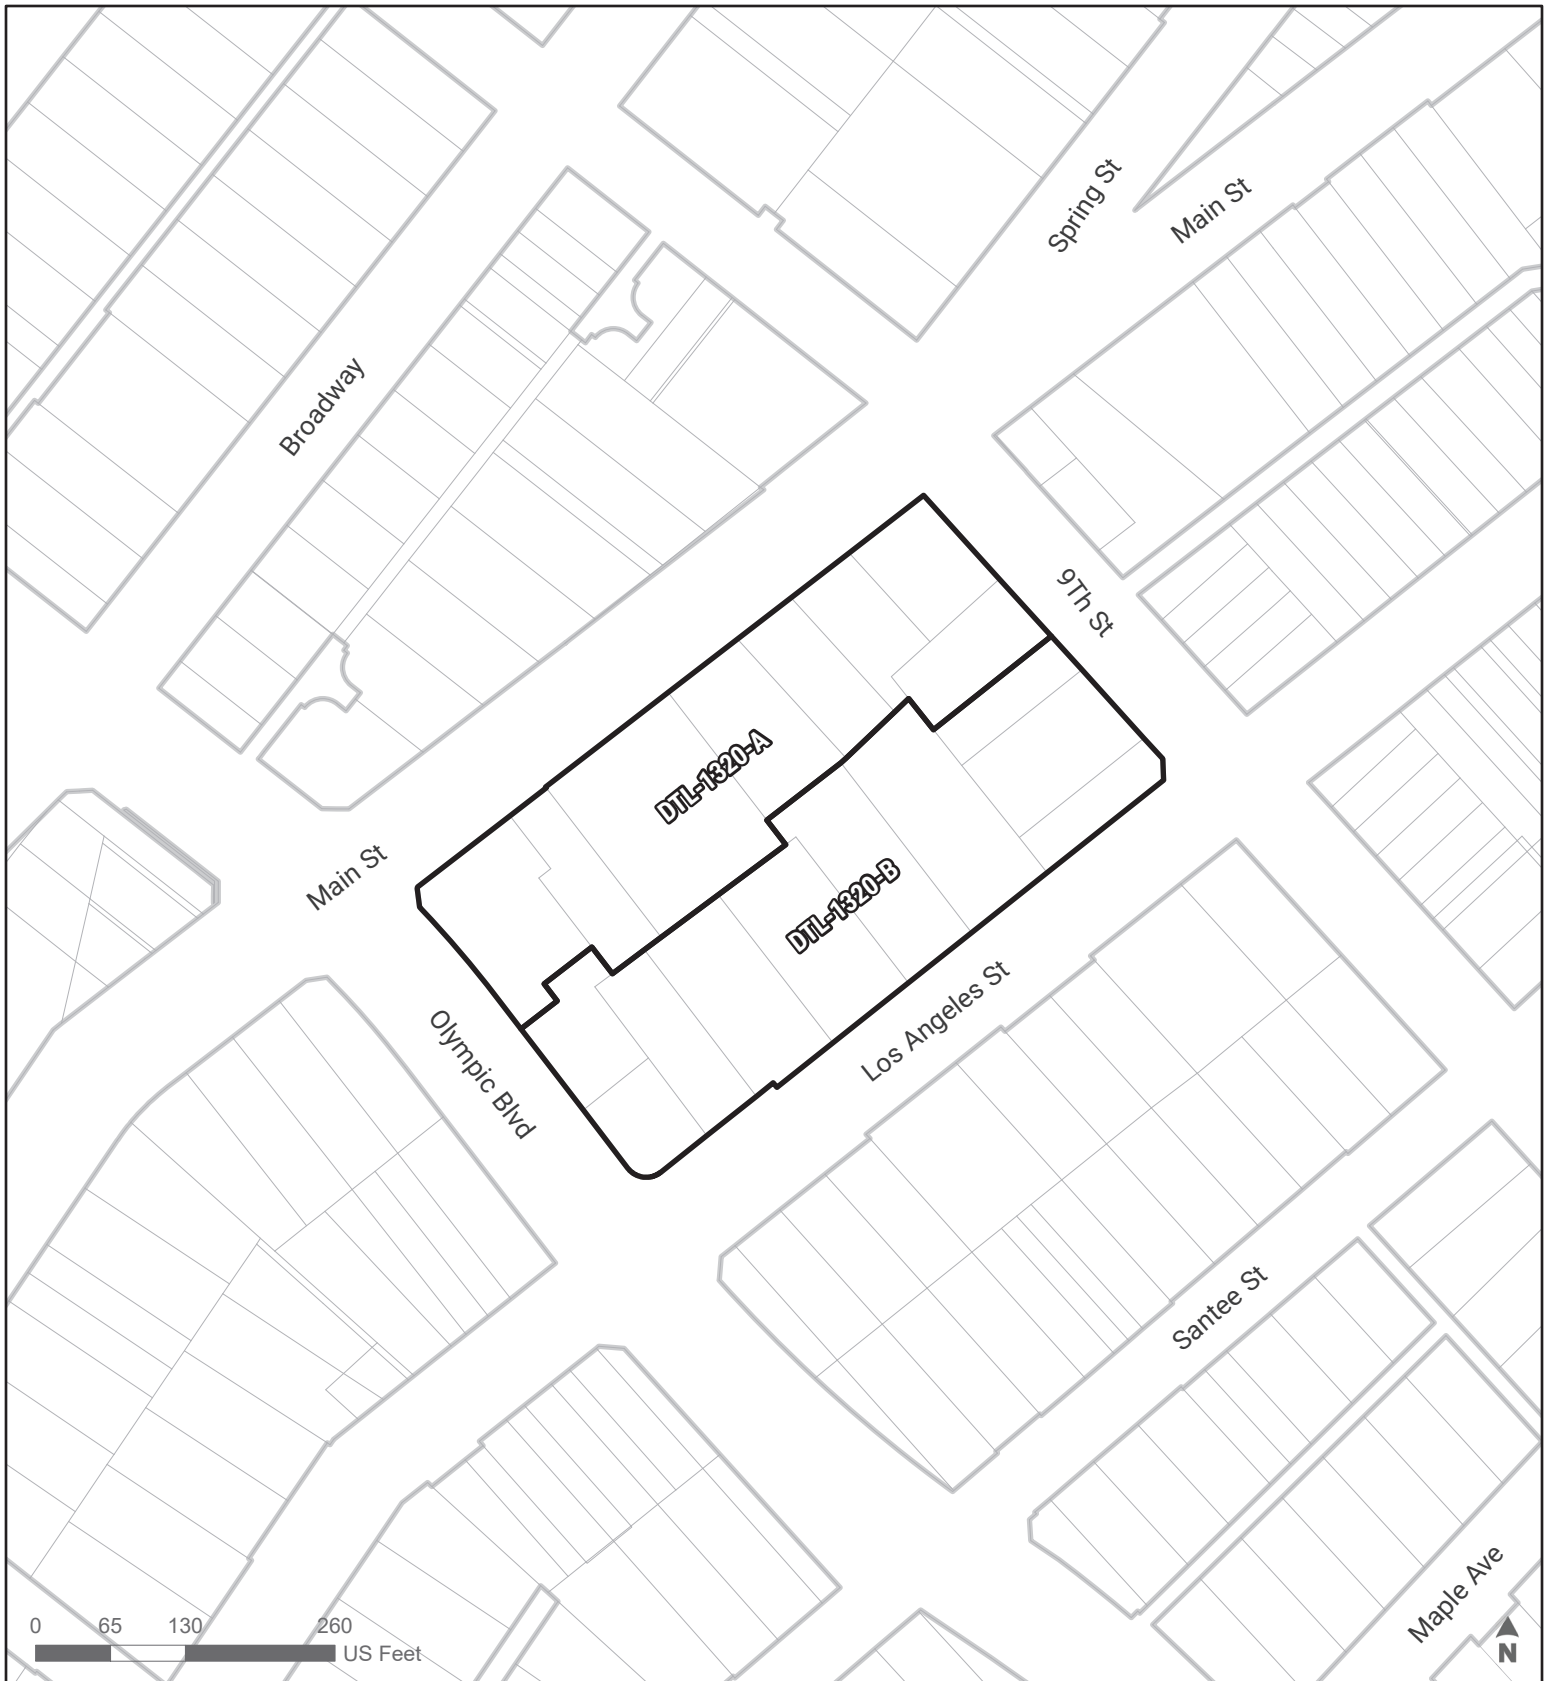 Spring St
Main St
Broadway
9Th St
DTL-1320-A
Main St
DTL-1320-B
Los Angeles St
Olympic Blvd
Santee St
Maple Ave
0 65 130 260
US Feet
N